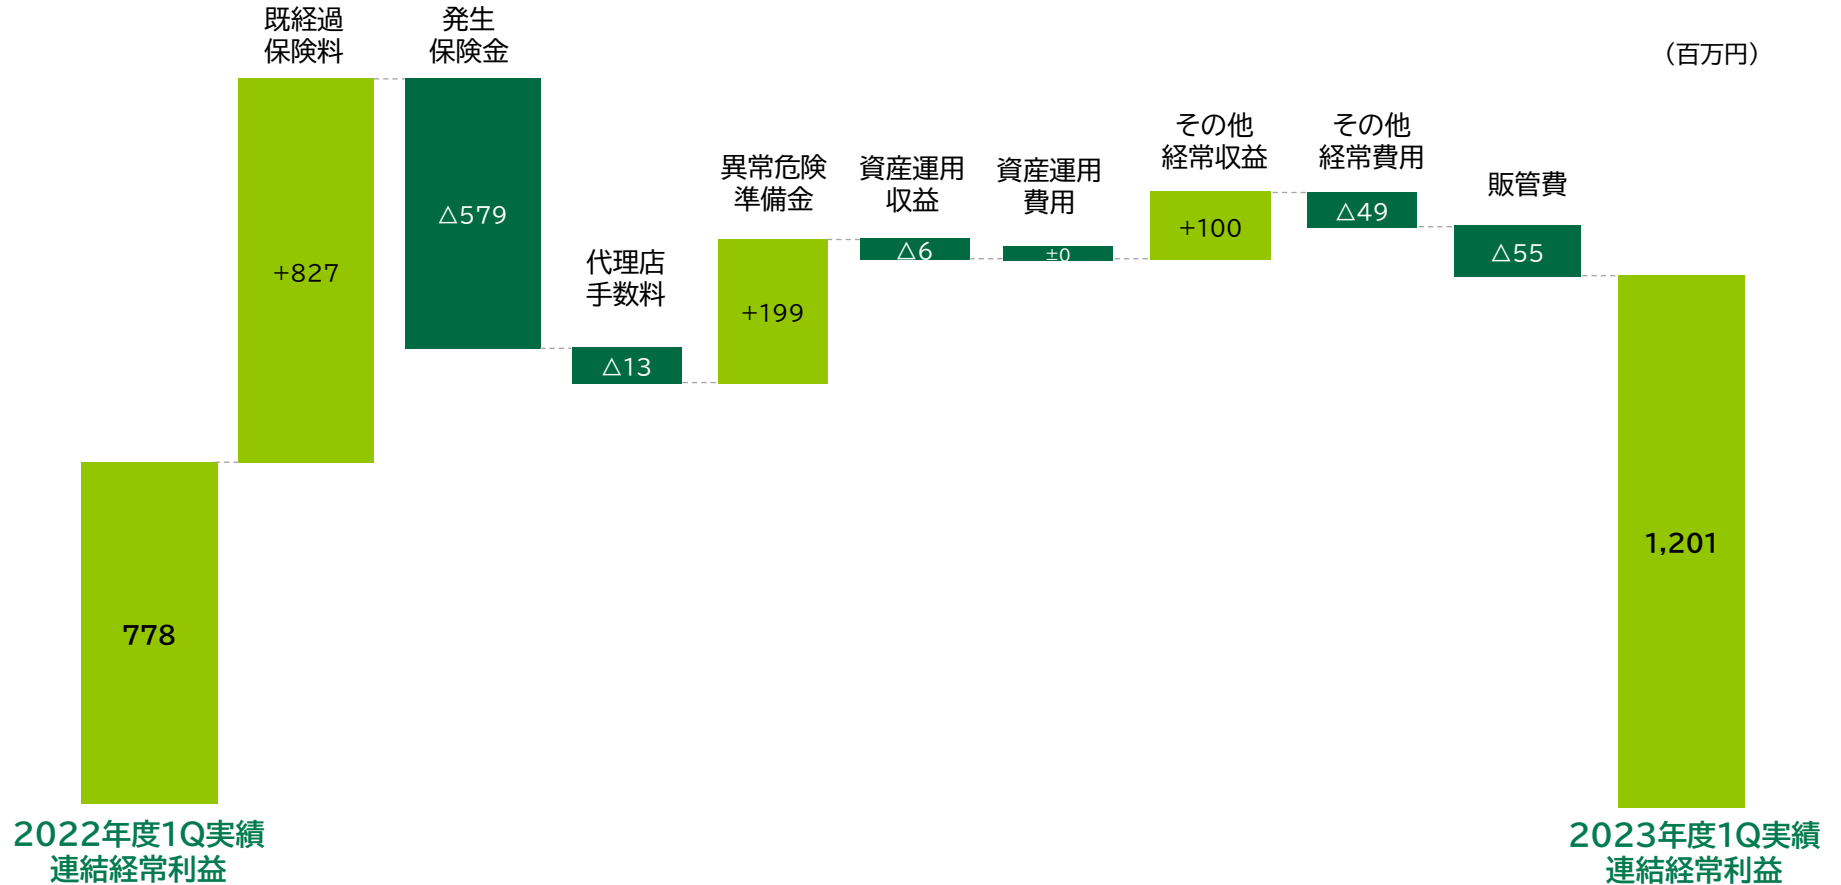 （百万円）
既経過
保険料
+827
発生
保険金
△579
代理店
手数料
△13
異常危険
準備金
+199
資産運用
収益
△6
資産運用
費用
±0
その他
経常収益
+100
その他
経常費用
△49
販管費
△55
778
2022年度1Q実績
連結経常利益
1,201
2023年度1Q実績
連結経常利益